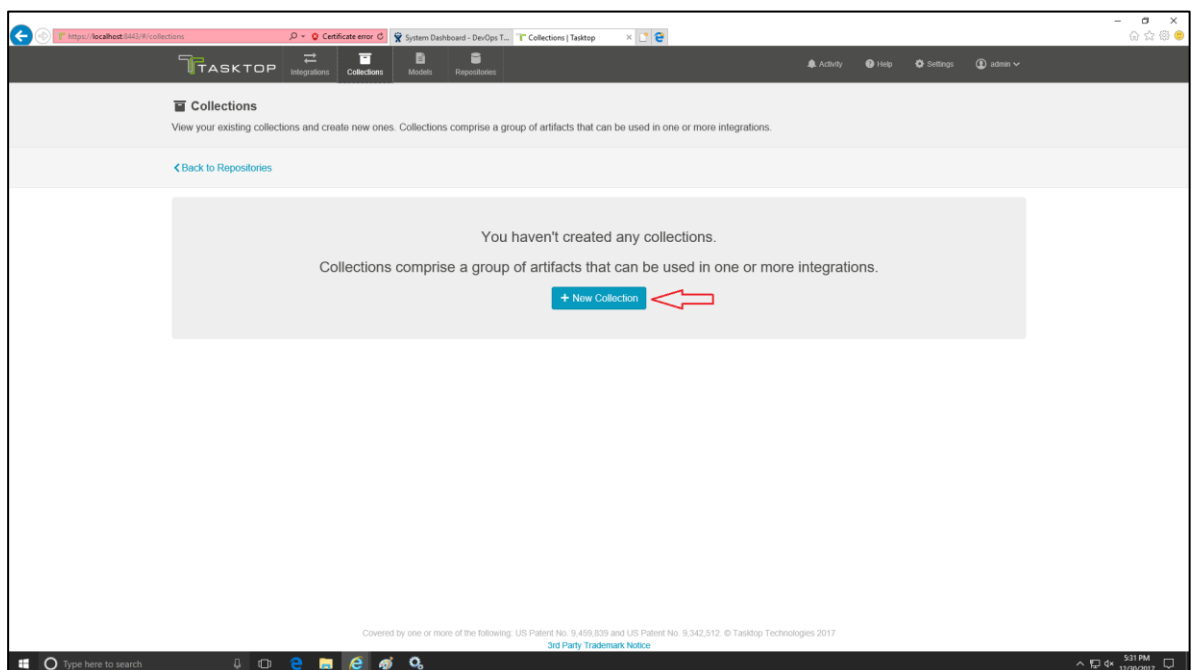 https://localhost:8443/#/collections
Certificate error
System Dashboard - DevOps T...
Collections | Tasktop
TASKTOP
Integrations
Collections
Models
Repositories
Activity
Help
Settings
admin
Collections
View your existing collections and create new ones. Collections comprise a group of artifacts that can be used in one or more integrations.
Back to Repositories
You haven't created any collections.
Collections comprise a group of artifacts that can be used in one or more integrations.
+ New Collection
Covered by one or more of the following: US Patent No. 9,459,839 and US Patent No. 9,342,512. © Tasktop Technologies 2017
3rd Party Trademark Notice
Type here to search
5:31 PM
12/30/2017